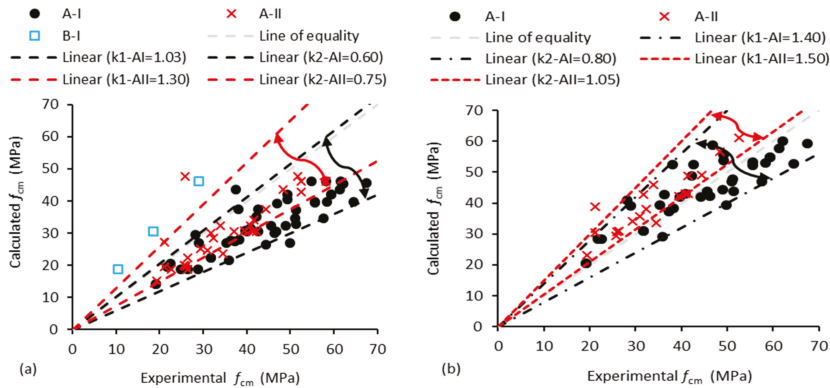 A-I
A-II
B-I
Line of equality
Linear (k1-AI=1.03)
Linear (k2-AI=0.60)
Linear (k1-AII=1.30)
Linear (k2-AII=0.75)
70
60
50
40
30
20
10
0
Calculated fcm (MPa)
0 10 20 30 40 50 60 70
(a)
Experimental fcm (MPa)
A-I
A-II
Line of equality
Linear (k1-AI=1.40)
Linear (k2-AI=0.80)
Linear (k1-AII=1.50)
Linear (k2-AII=1.05)
70
60
50
40
30
20
10
0
Calculated fcm (MPa)
0 10 20 30 40 50 60 70
(b)
Experimental fcm (MPa)